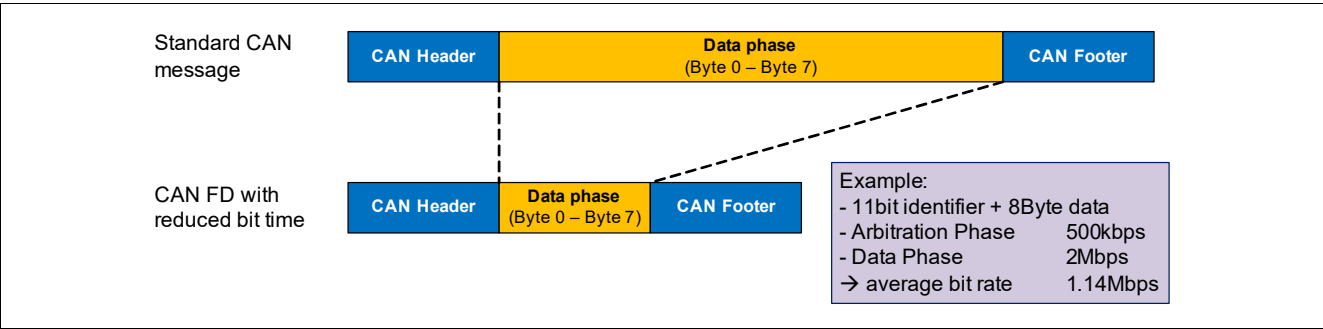 Standard CAN
message
CAN Header
Data phase
(Byte 0 – Byte 7)
CAN Footer
CAN FD with
reduced bit time
CAN Header
Data phase
(Byte 0 – Byte 7)
CAN Footer
Example:
- 11bit identifier + 8Byte data
- Arbitration Phase 500kbps
- Data Phase 2Mbps
→ average bit rate 1.14Mbps